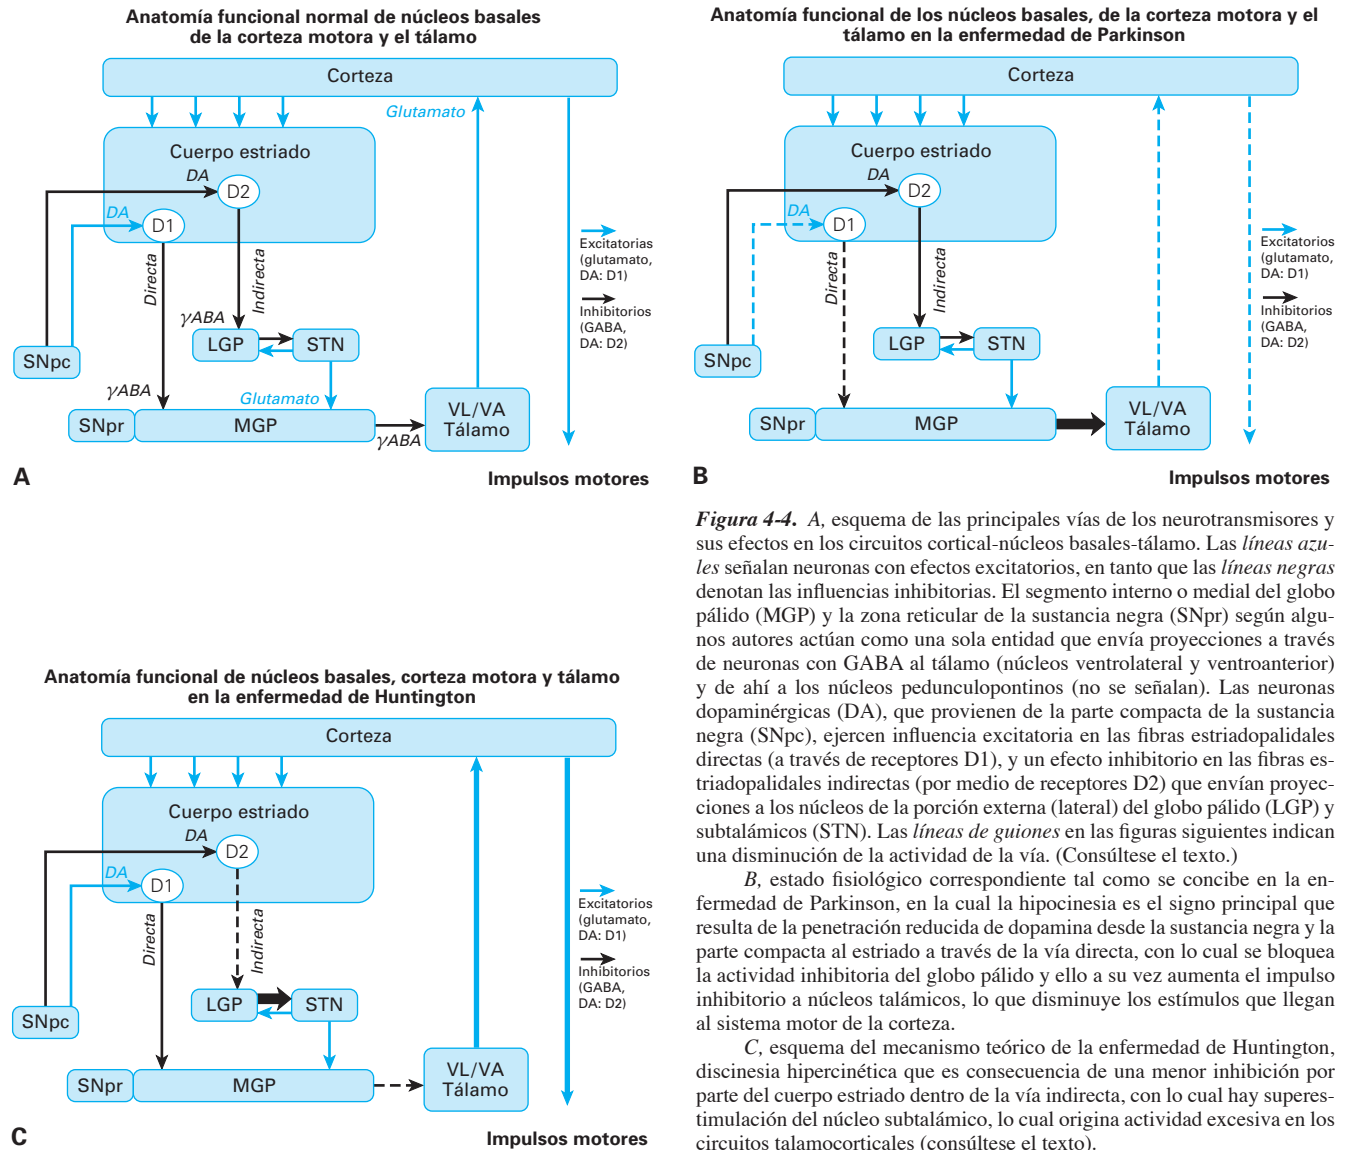 Anatomía funcional normal de núcleos basales
de la corteza motora y el tálamo
Corteza
Glutamato
Cuerpo estriado
DA
D2
DA
D1
Directa
Indirecta
γABA
LGP
STN
SNpc
γABA
Glutamato
SNpr
MGP
γABA
VL/VA
Tálamo
Excitatorias
(glutamato,
DA: D1)
Inhibitorios
(GABA,
DA: D2)
A
Impulsos motores
Anatomía funcional de los núcleos basales, de la corteza motora y el
tálamo en la enfermedad de Parkinson
Corteza
Cuerpo estriado
DA
D2
DA
D1
Directa
Indirecta
LGP
STN
SNpc
SNpr
MGP
VL/VA
Tálamo
Excitatorios
(glutamato,
DA: D1)
Inhibitorios
(GABA,
DA: D2)
B
Impulsos motores
Anatomía funcional de núcleos basales, corteza motora y tálamo
en la enfermedad de Huntington
Corteza
Cuerpo estriado
DA
D2
DA
D1
Directa
Indirecta
LGP
STN
SNpc
SNpr
MGP
VL/VA
Tálamo
Excitatorios
(glutamato,
DA: D1)
Inhibitorios
(GABA,
DA: D2)
C
Impulsos motores
Figura 4-4. A, esquema de las principales vías de los neurotransmisores y
sus efectos en los circuitos cortical-núcleos basales-tálamo. Las líneas azu-
les señalan neuronas con efectos excitatorios, en tanto que las líneas negras
denotan las influencias inhibitorias. El segmento interno o medial del globo
pálido (MGP) y la zona reticular de la sustancia negra (SNpr) según algu-
nos autores actúan como una sola entidad que envía proyecciones a través
de neuronas con GABA al tálamo (núcleos ventrolateral y ventroanterior)
y de ahí a los núcleos pedunculopontinos (no se señalan). Las neuronas
dopaminérgicas (DA), que provienen de la parte compacta de la sustancia
negra (SNpc), ejercen influencia excitatoria en las fibras estriadopalidales
directas (a través de receptores D1), y un efecto inhibitorio en las fibras es-
triadopalidales indirectas (por medio de receptores D2) que envían proyec-
ciones a los núcleos de la porción externa (lateral) del globo pálido (LGP) y
subtalámicos (STN). Las líneas de guiones en las figuras siguientes indican
una disminución de la actividad de la vía. (Consúltese el texto.)
B, estado fisiológico correspondiente tal como se concibe en la en-
fermedad de Parkinson, en la cual la hipocinesia es el signo principal que
resulta de la penetración reducida de dopamina desde la sustancia negra y la
parte compacta al estriado a través de la vía directa, con lo cual se bloquea
la actividad inhibitoria del globo pálido y ello a su vez aumenta el impulso
inhibitorio a núcleos talámicos, lo que disminuye los estímulos que llegan
al sistema motor de la corteza.
C, esquema del mecanismo teórico de la enfermedad de Huntington,
discinesia hipercinética que es consecuencia de una menor inhibición por
parte del cuerpo estriado dentro de la vía indirecta, con lo cual hay superes-
timulación del núcleo subtalámico, lo cual origina actividad excesiva en los
circuitos talamocorticales (consúltese el texto).